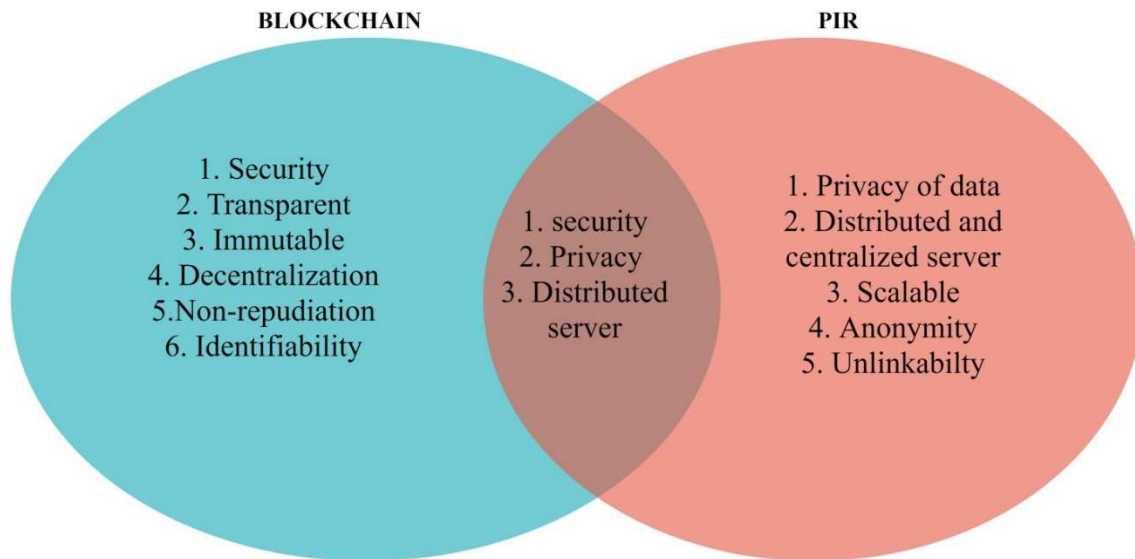 BLOCKCHAIN
PIR
1. Security
2. Transparent
3. Immutable
4. Decentralization
5.Non-repudiation
6. Identifiability
1. security
2. Privacy
3. Distributed
server
1. Privacy of data
2. Distributed and
centralized server
3. Scalable
4. Anonymity
5. Unlinkabilty